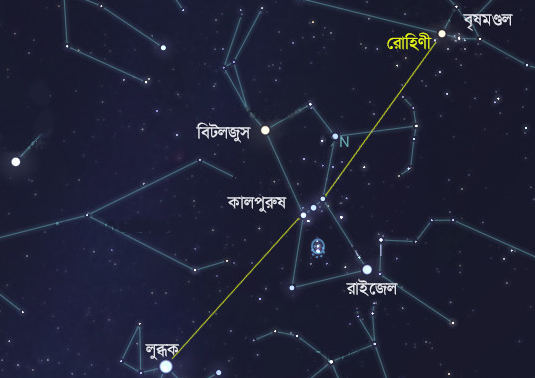 বৃষমণ্ডল
রোহিণী
বিটলজুস
N
কালপুরুষ
রাইজেল
লুব্ধক